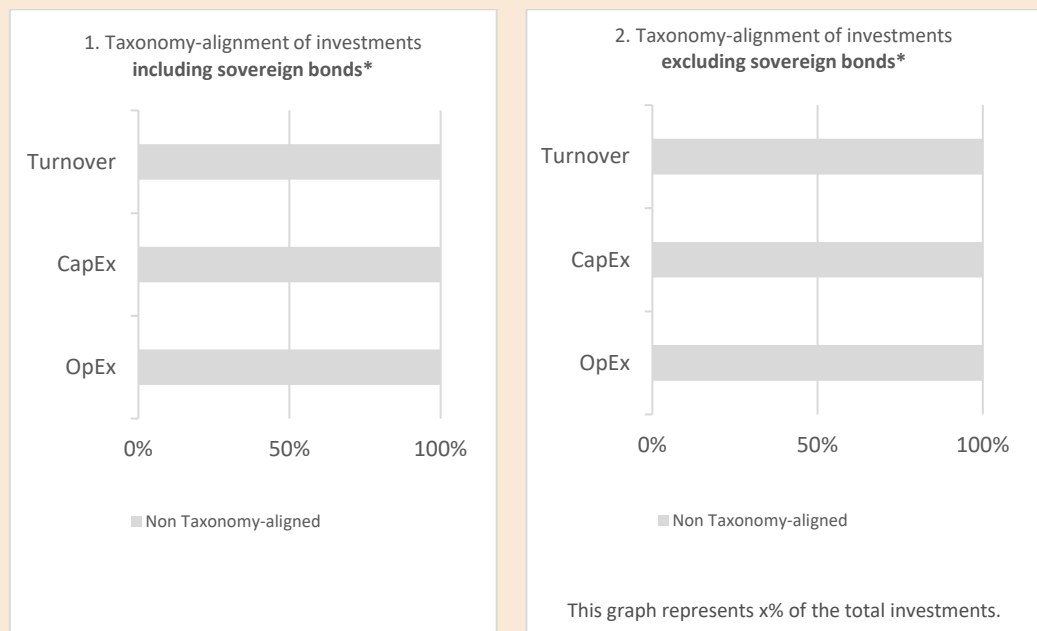 1. Taxonomy-alignment of investments
including sovereign bonds*
Turnover
CapEx
OpEx
0% 50% 100%
Non Taxonomy-aligned
2. Taxonomy-alignment of investments
excluding sovereign bonds*
Turnover
CapEx
OpEx
0% 50% 100%
Non Taxonomy-aligned
This graph represents x% of the total investments.